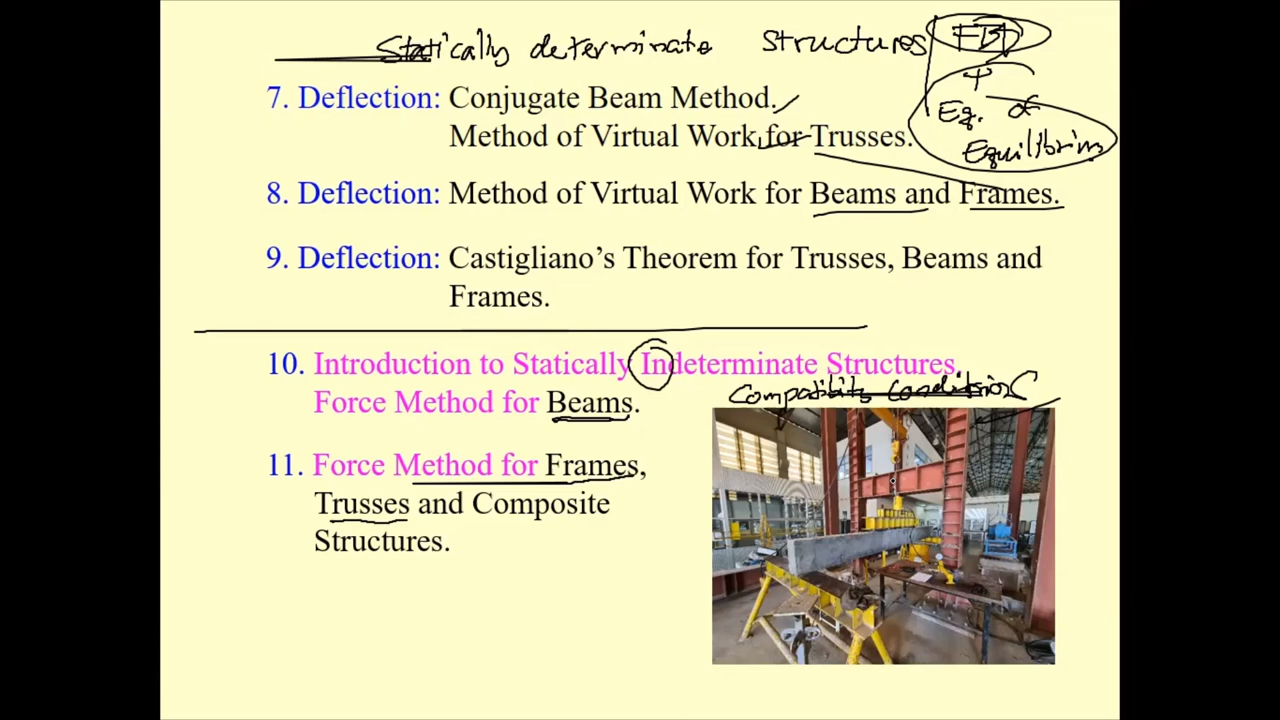 Statically determinate structures FBD
7. Deflection: Conjugate Beam Method.
+
Eq. of
Method of Virtual Work for Trusses.
Equilibrium
8. Deflection: Method of Virtual Work for Beams and Frames.
9. Deflection: Castigliano’s Theorem for Trusses, Beams and
Frames.
10. Introduction to Statically Indeterminate Structures.
Compatibility conditions
Force Method for Beams.
11. Force Method for Frames,
Trusses and Composite
Structures.